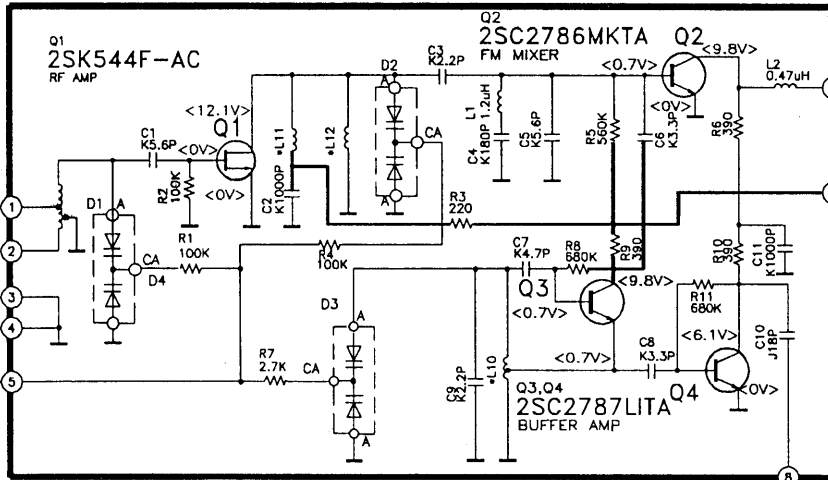 Q1
2SK544F-AC
RF AMP
Q2
2SC2786MKTA
FM MIXER
Q2
<9.8V>
L2
0.47uH
D2
C3
K2.2P
<0.7V>
<12.1V>
Q1
A
CA
L1
1.2uH
C4
K180P
C5
K5.6P
R5
560K
C6
K3.3P
<0V>
R6
390
C1
K5.6P
<0V>
R2
100K
<0V>
*L11
*L12
C2
K1000P
A
1
2
3
4
5
D1
A
CA
D4
R1
100K
R3
220
R4
100K
C7
K4.7P
R8
680K
R9
390
R10
390
C11
K1000P
Q3
<9.8V>
<0.7V>
R11
680K
D3
A
CA
A
R7
2.7K
C9
K2.2P
*L10
<0.7V>
C8
K3.3P
<6.1V>
C10
J18P
Q4
<0V>
Q3,Q4
2SC2787LITA
BUFFER AMP
8